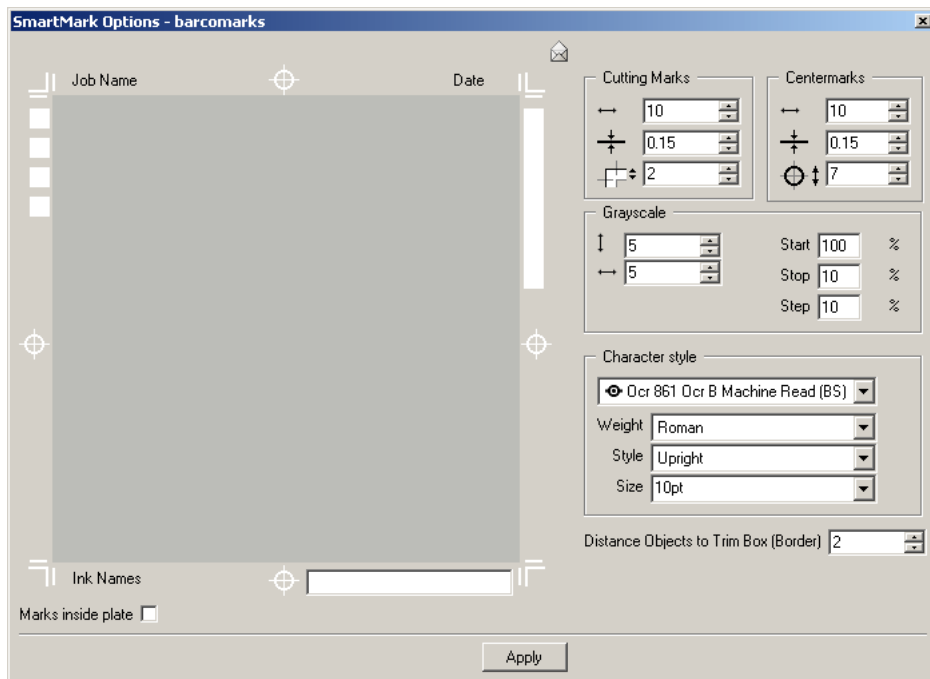 SmartMark Options - barcomarks
Job Name
Date
Cutting Marks
10
0.15
2
Centermarks
10
0.15
7
Grayscale
5
5
Start 100 %
Stop 10 %
Step 10 %
Character style
Ocr 861 Ocr B Machine Read (BS)
Weight Roman
Style Upright
Size 10pt
Distance Objects to Trim Box (Border) 2
Ink Names
Marks inside plate
Apply